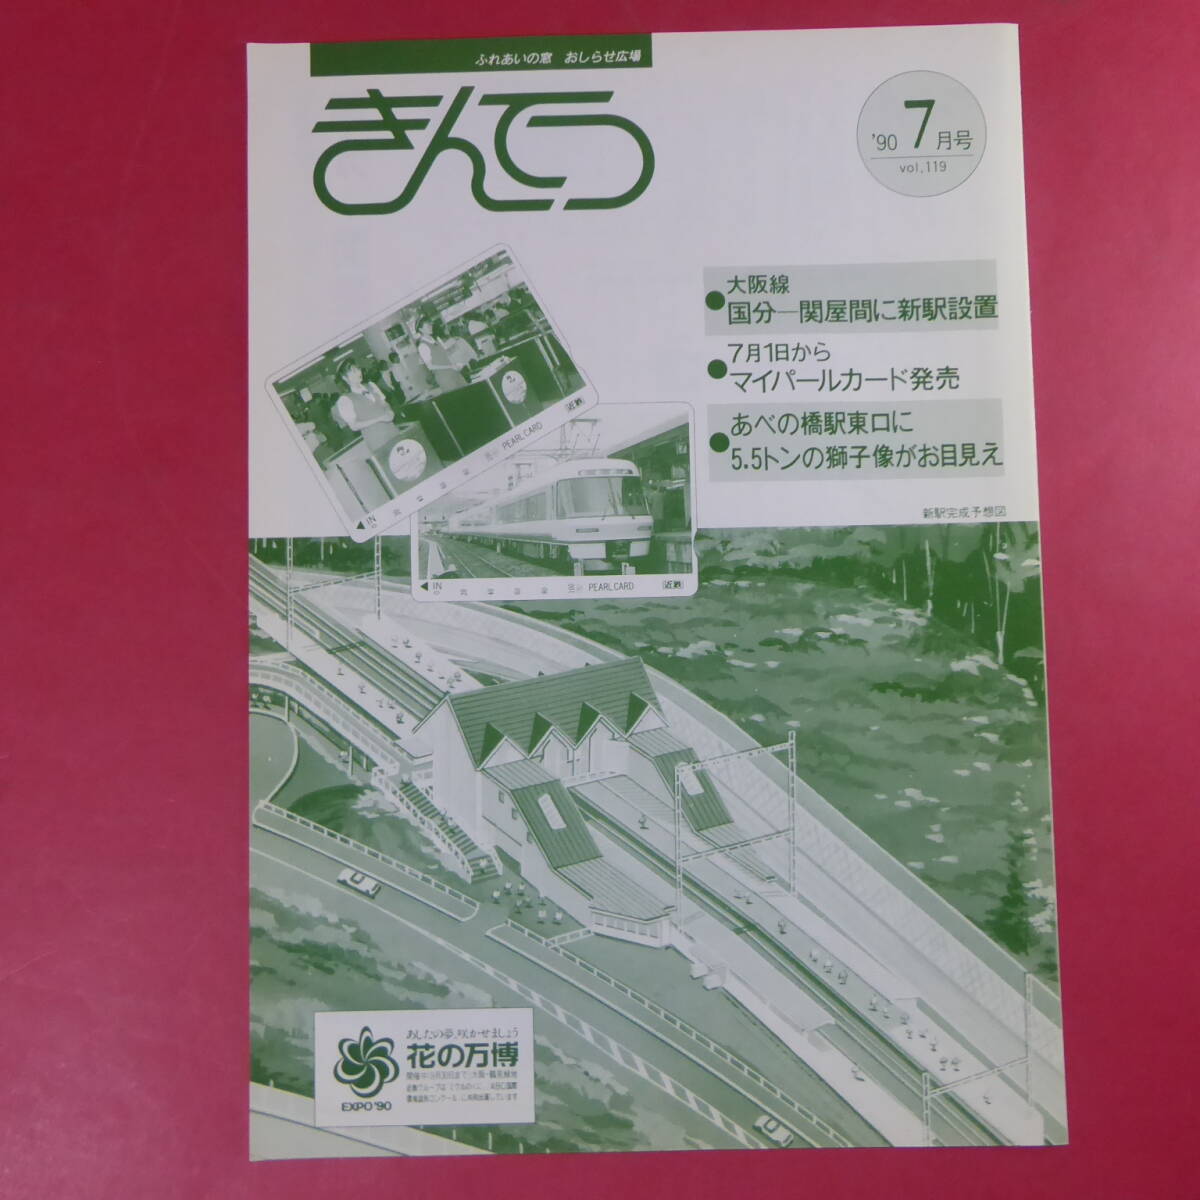 ふれあいの窓　おしらせ広場
きんてつ
'90 7月号
vol.119
●大阪線
国分―関屋間に新駅設置
●7月1日から
マイパールカード発売
●あべの橋駅東口に
5.5トンの獅子像がお目見え
新駅完成予想図
◀IN
PEARL CARD
近鉄
◀IN
PEARL CARD
近鉄
あしたの夢、咲かせましょう
花の万博
EXPO'90